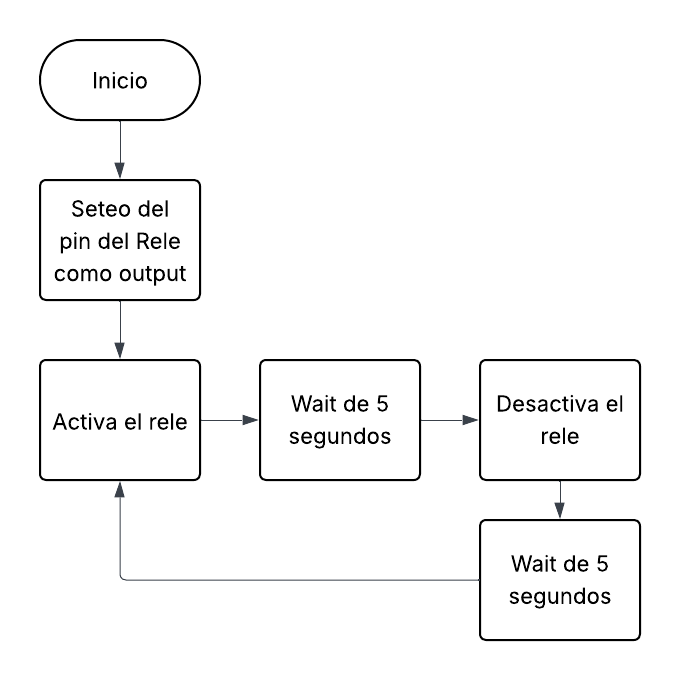 Inicio
Seteo del
pin del Rele
como output
Activa el rele
Wait de 5
segundos
Desactiva el
rele
Wait de 5
segundos